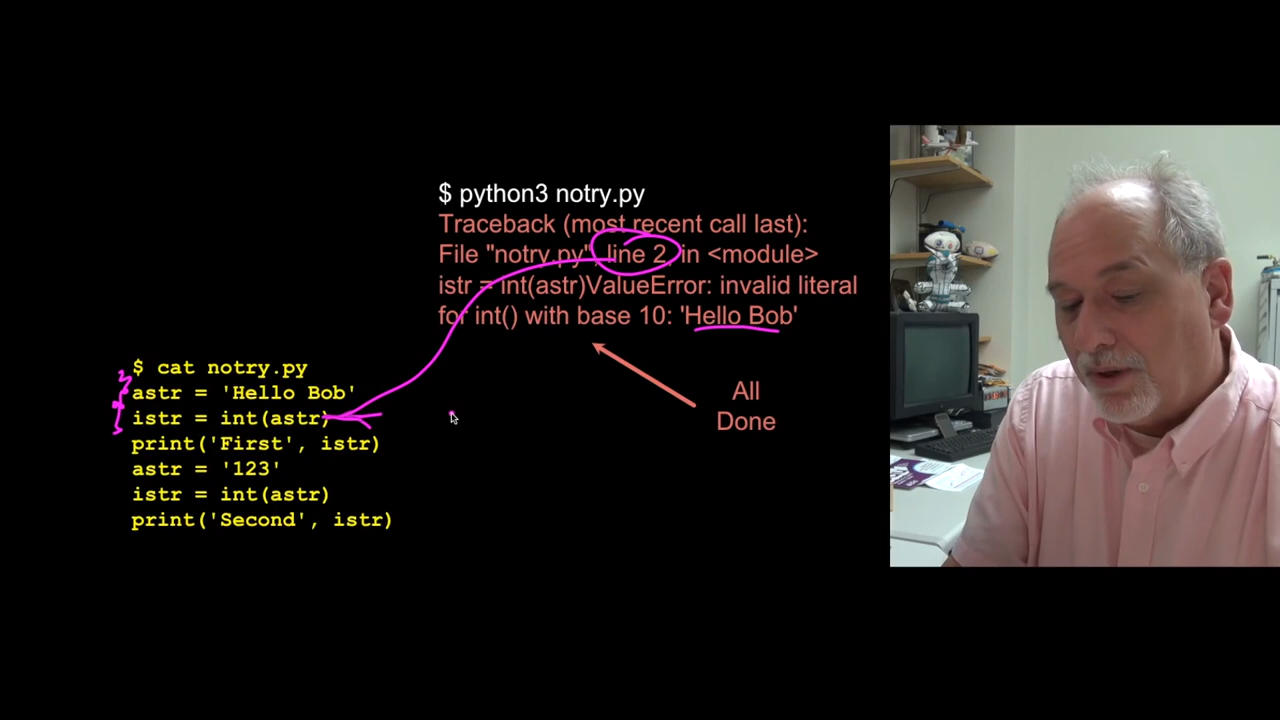 $ python3 notry.py
Traceback (most recent call last):
File "notry.py", line 2, in <module>
istr = int(astr)ValueError: invalid literal
for int() with base 10: 'Hello Bob'
All
Done
$ cat notry.py
astr = 'Hello Bob'
istr = int(astr)
print('First', istr)
astr = '123'
istr = int(astr)
print('Second', istr)